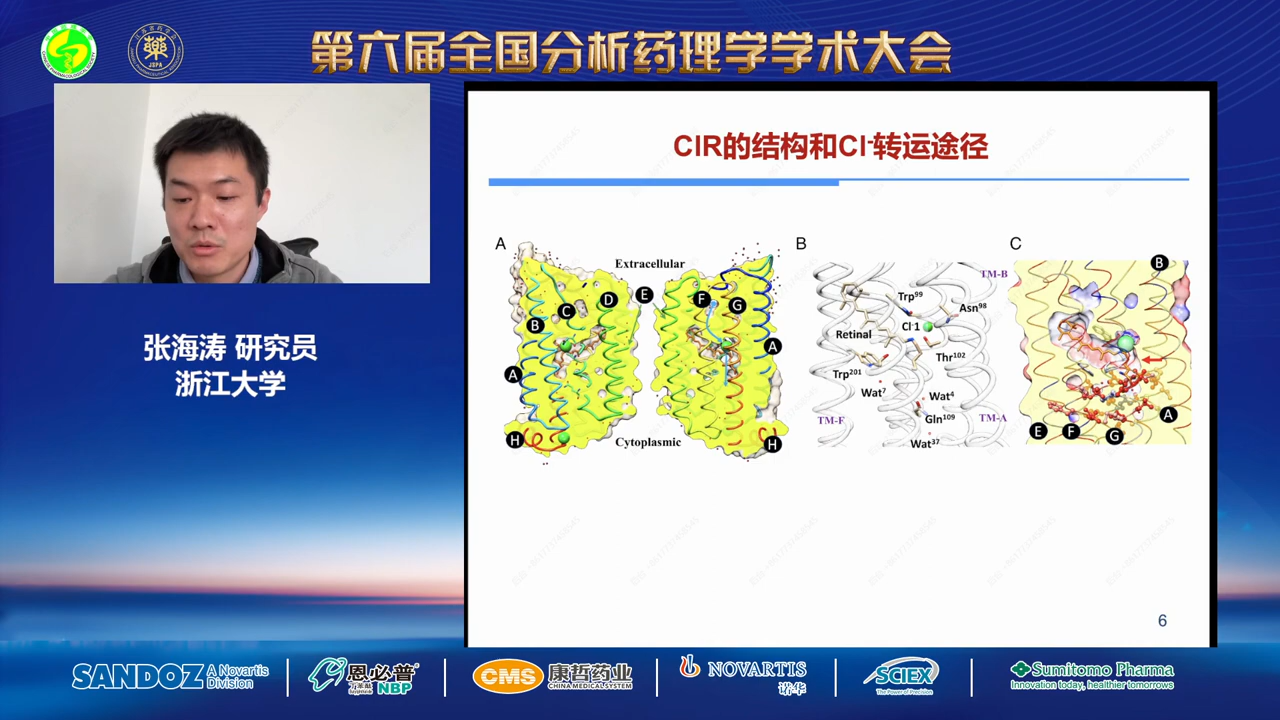 第六届全国分析药理学学术大会
JSPA
张海涛 研究员
浙江大学
ClR的结构和Cl-转运途径
A
B
C
Extracellular
Cytoplasmic
A
B
C
D
E
F
G
A
H
H
TM-B
Trp99
Asn98
Cl-1
Retinal
Thr102
Trp201
Wat7
Wat4
Gln109
TM-F
TM-A
Wat37
B
A
E
F
G
6
SANDOZ A Novartis Division
恩必普 NBP
CMS 康哲药业 CHINA MEDICAL SYSTEM
NOVARTIS 诺华
SCIEX The Power of Precision
Sumitomo Pharma
Innovation today, healthier tomorrows